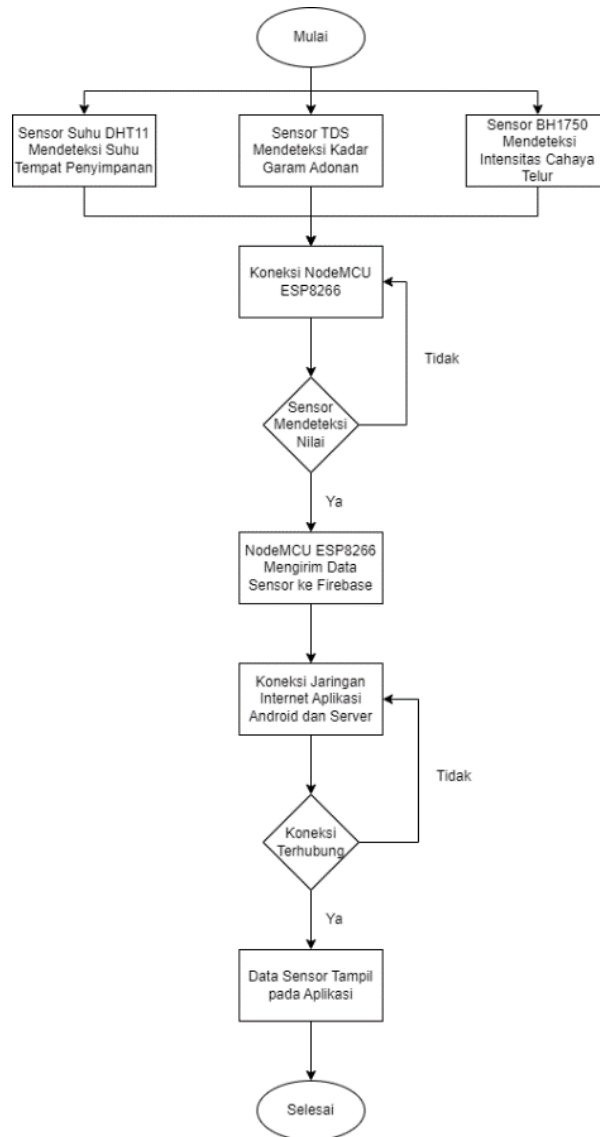 Mulai
Sensor Suhu DHT11
Mendeteksi Suhu
Tempat Penyimpanan
Sensor TDS
Mendeteksi Kadar
Garam Adonan
Sensor BH1750
Mendeteksi
Intensitas Cahaya
Telur
Koneksi NodeMCU
ESP8266
Tidak
Sensor
Mendeteksi
Nilai
Ya
NodeMCU ESP8266
Mengirim Data
Sensor ke Firebase
Koneksi Jaringan
Internet Aplikasi
Android dan Server
Tidak
Koneksi
Terhubung
Ya
Data Sensor Tampil
pada Aplikasi
Selesai